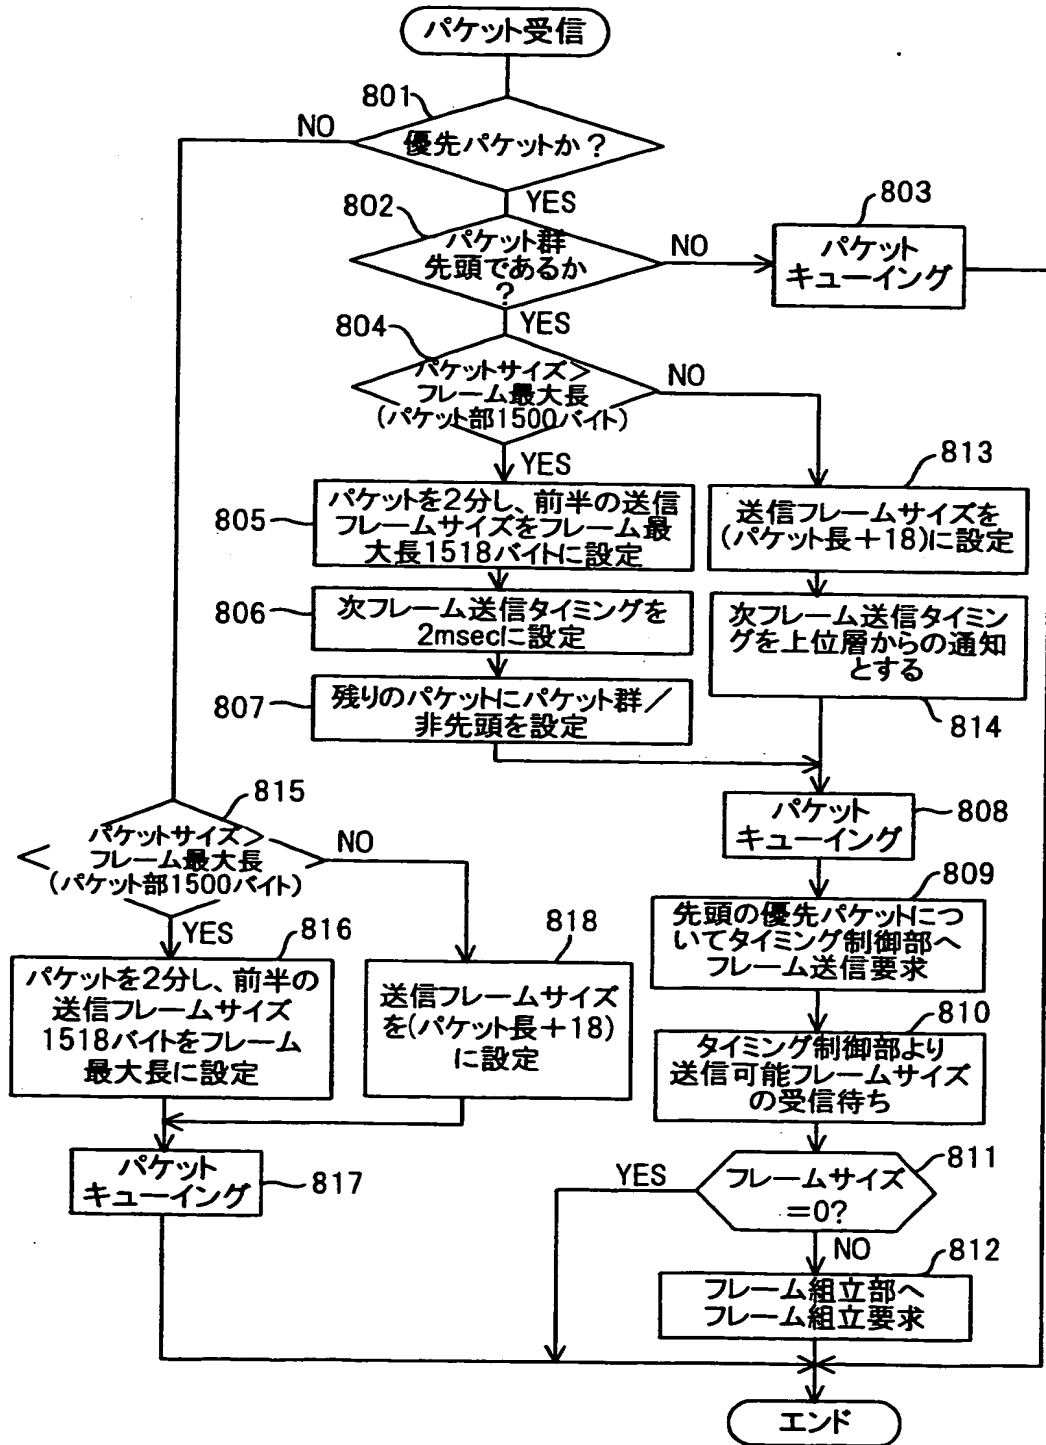 パケット受信
801
NO
優先パケットか？
YES
802
パケット群
先頭であるか
？
NO
803
パケット
キューイング
YES
804
パケットサイズ＞
フレーム最大長
(パケット部1500バイト)
NO
YES
805
パケットを2分し、前半の送信
フレームサイズをフレーム最
大長1518バイトに設定
813
送信フレームサイズを
(パケット長＋18)に設定
806
次フレーム送信タイミングを
2msecに設定
次フレーム送信タイミン
グを上位層からの通知
とする
814
807
残りのパケットにパケット群／
非先頭を設定
815
パケットサイズ＞
フレーム最大長
(パケット部1500バイト)
NO
YES
パケット
キューイング
808
809
先頭の優先パケットにつ
いてタイミング制御部へ
フレーム送信要求
816
パケットを2分し、前半の
送信フレームサイズ
1518バイトをフレーム
最大長に設定
818
送信フレームサイズ
を(パケット長＋18)
に設定
810
タイミング制御部より
送信可能フレームサイズ
の受信待ち
パケット
キューイング
817
811
フレームサイズ
＝0?
YES
NO
812
フレーム組立部へ
フレーム組立要求
エンド